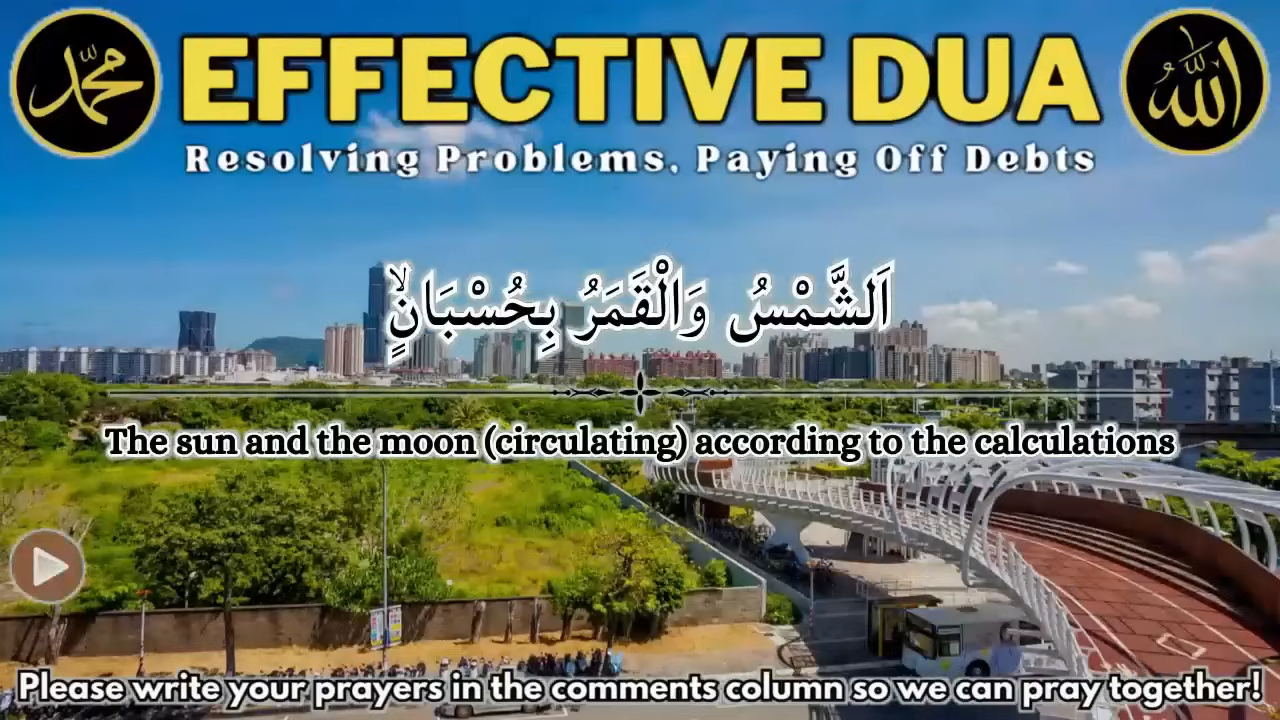 محمد
EFFECTIVE DUA
الله
Resolving Problems, Paying Off Debts
اَلشَّمْسُ وَالْقَمَرُ بِحُسْبَانٍۙ
The sun and the moon (circulating) according to the calculations
Please write your prayers in the comments column so we can pray together!